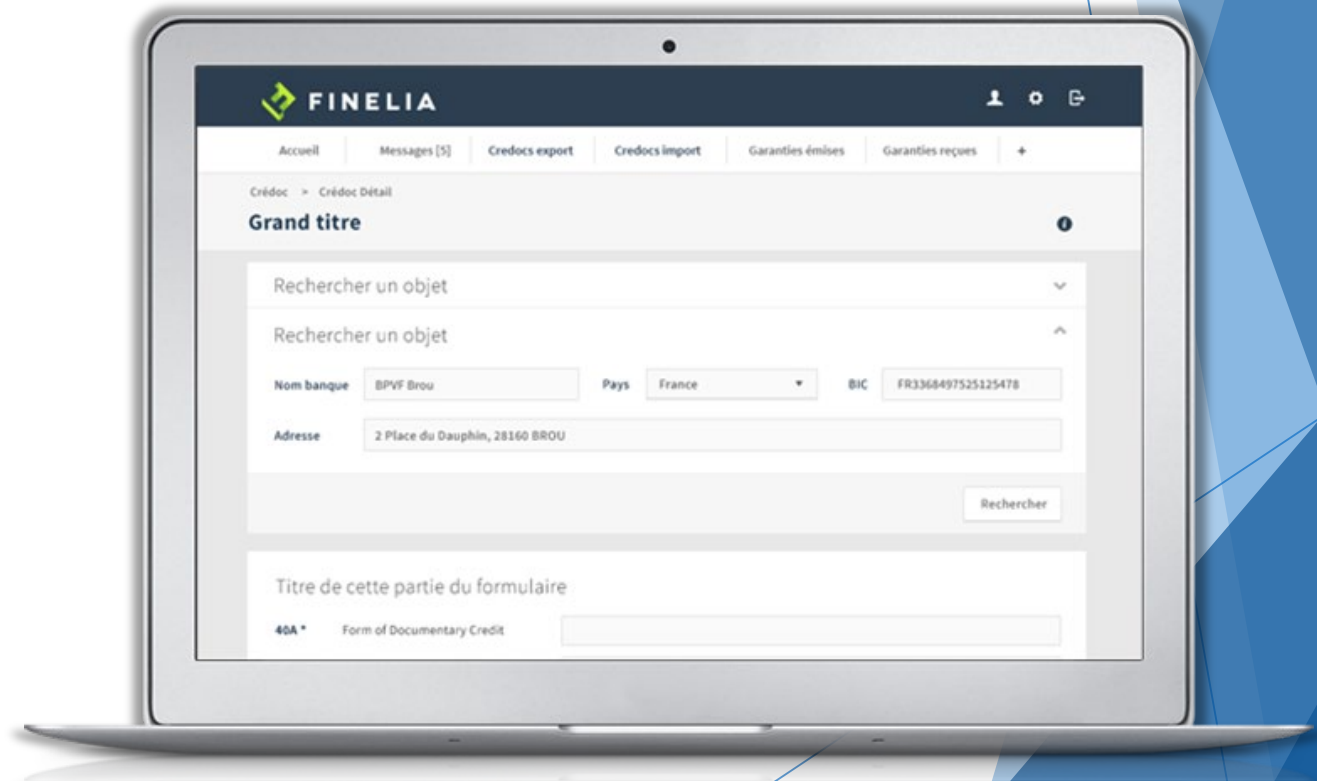 FINELIA
Accueil Messages [5] Credocs export Credocs import Garanties émises Garanties reçues +
Crédoc > Crédoc Détail
Grand titre
Rechercher un objet
Rechercher un objet
Nom banque BPVF Brou Pays France BIC FR3368497525125478
Adresse 2 Place du Dauphin, 28160 BROU
Rechercher
Titre de cette partie du formulaire
40A * Form of Documentary Credit